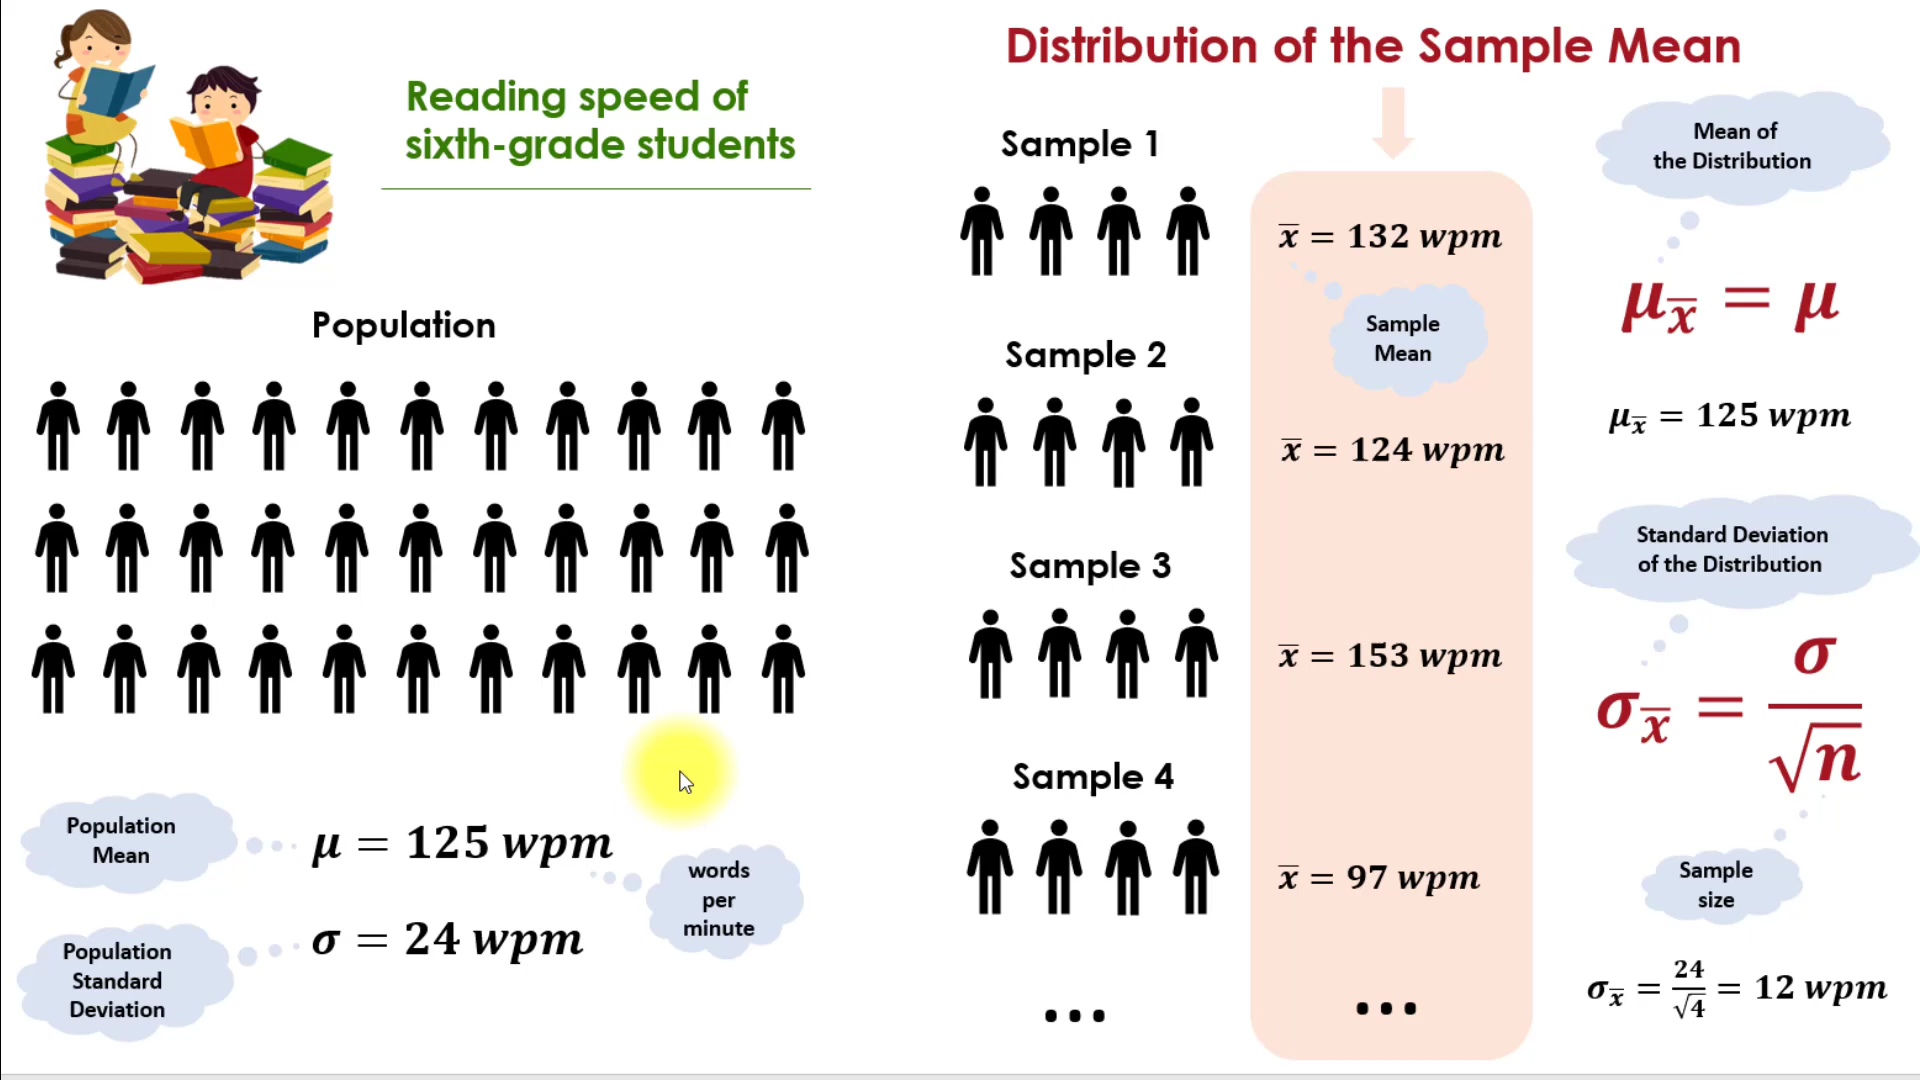 Reading speed of
sixth-grade students
Population
Population
Mean
μ = 125 wpm
words
per
minute
Population
Standard
Deviation
σ = 24 wpm
Distribution of the Sample Mean
Sample 1
x̅ = 132 wpm
Sample
Mean
Sample 2
x̅ = 124 wpm
Sample 3
x̅ = 153 wpm
Sample 4
x̅ = 97 wpm
...
...
Mean of
the Distribution
μx̅ = μ
μx̅ = 125 wpm
Standard Deviation
of the Distribution
σx̅ = σ/√n
Sample
size
σx̅ = 24/√4 = 12 wpm